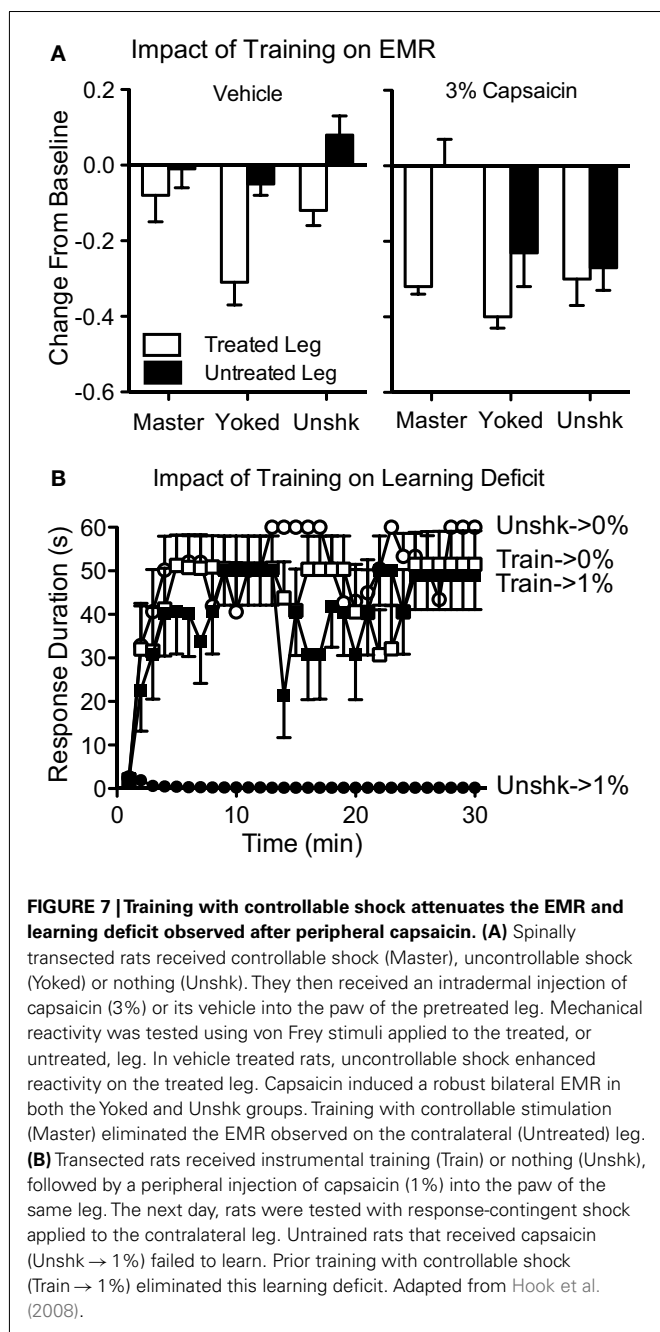 A Impact of Training on EMR
Vehicle
3% Capsaicin
Change From Baseline
0.2
0.0
-0.2
-0.4
-0.6
Treated Leg
Untreated Leg
Master Yoked Unshk
Master Yoked Unshk
B Impact of Training on Learning Deficit
Response Duration (s)
60
50
40
30
20
10
0
Unshk->0%
Train->0%
Train->1%
Unshk->1%
0 10 20 30
Time (min)
FIGURE 7 | Training with controllable shock attenuates the EMR and
learning deficit observed after peripheral capsaicin. (A) Spinally
transected rats received controllable shock (Master), uncontrollable shock
(Yoked) or nothing (Unshk). They then received an intradermal injection of
capsaicin (3%) or its vehicle into the paw of the pretreated leg. Mechanical
reactivity was tested using von Frey stimuli applied to the treated, or
untreated, leg. In vehicle treated rats, uncontrollable shock enhanced
reactivity on the treated leg. Capsaicin induced a robust bilateral EMR in
both the Yoked and Unshk groups. Training with controllable stimulation
(Master) eliminated the EMR observed on the contralateral (Untreated) leg.
(B) Transected rats received instrumental training (Train) or nothing (Unshk),
followed by a peripheral injection of capsaicin (1%) into the paw of the
same leg. The next day, rats were tested with response-contingent shock
applied to the contralateral leg. Untrained rats that received capsaicin
(Unshk → 1%) failed to learn. Prior training with controllable shock
(Train → 1%) eliminated this learning deficit. Adapted from Hook et al.
(2008).